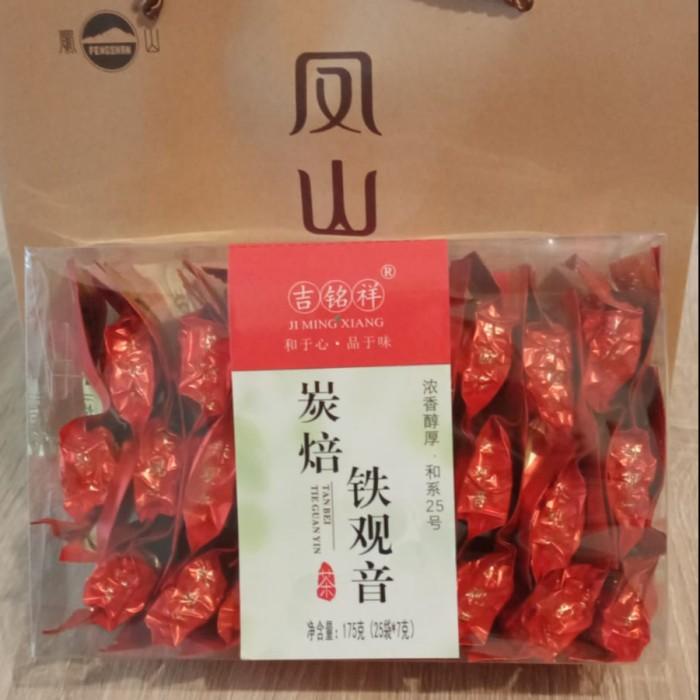 鳳
山
FENGSHAN
凤
山
吉铭祥®
JI MING XIANG
和于心·品于味
炭焙
铁观音
TAN BEI
TIE GUAN YIN
茶
浓香醇厚·和系25号
净含量：175克（25袋*7克）